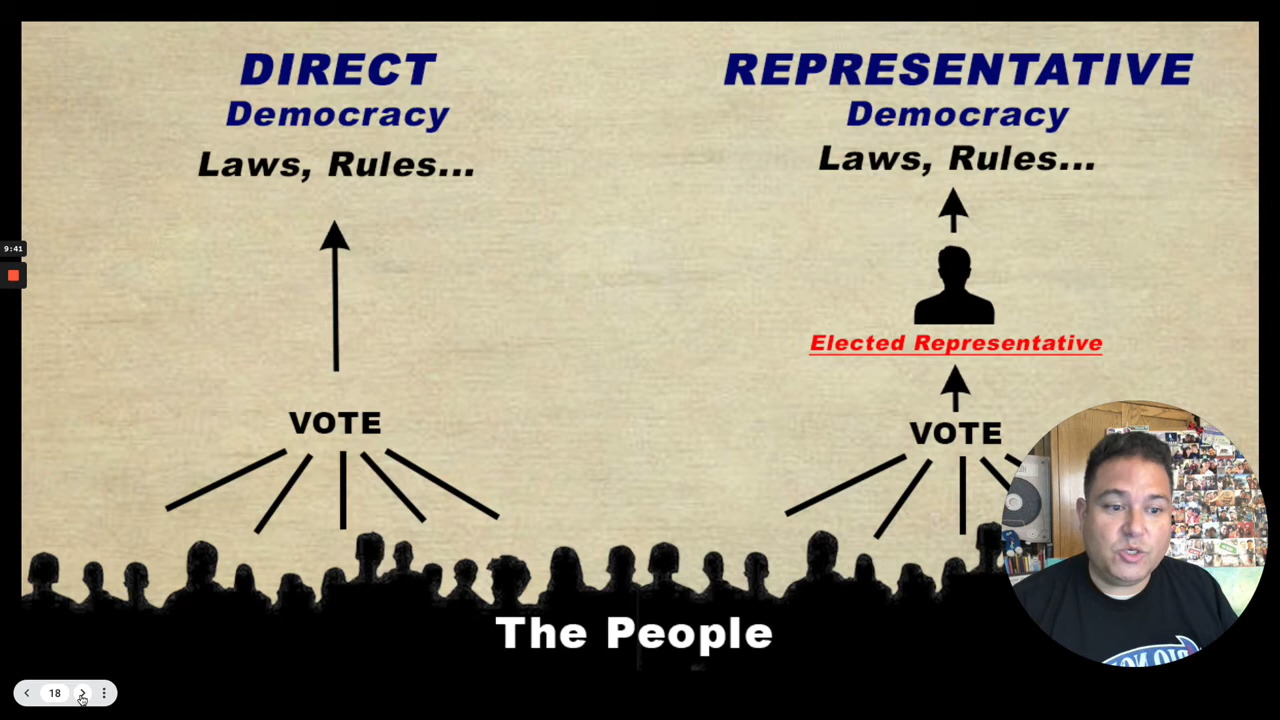 DIRECT
Democracy
Laws, Rules...
VOTE
REPRESENTATIVE
Democracy
Laws, Rules...
Elected Representative
VOTE
The People
9:41
18